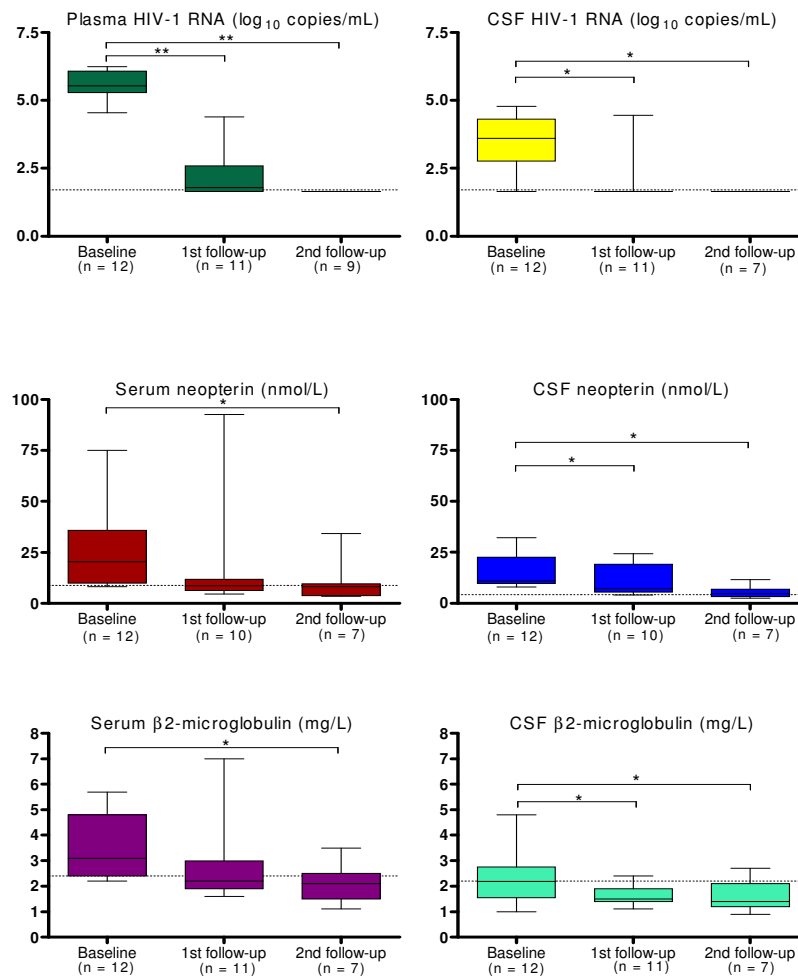 Plasma HIV-1 RNA (log10 copies/mL)
7.5
5.0
2.5
0.0
**
**
Baseline
(n = 12)
1st follow-up
(n = 11)
2nd follow-up
(n = 9)
CSF HIV-1 RNA (log10 copies/mL)
7.5
5.0
2.5
0.0
*
*
Baseline
(n = 12)
1st follow-up
(n = 11)
2nd follow-up
(n = 7)
Serum neopterin (nmol/L)
100
75
50
25
0
*
Baseline
(n = 12)
1st follow-up
(n = 10)
2nd follow-up
(n = 7)
CSF neopterin (nmol/L)
100
75
50
25
0
*
*
Baseline
(n = 12)
1st follow-up
(n = 10)
2nd follow-up
(n = 7)
Serum β2-microglobulin (mg/L)
8
7
6
5
4
3
2
1
0
*
Baseline
(n = 12)
1st follow-up
(n = 11)
2nd follow-up
(n = 7)
CSF β2-microglobulin (mg/L)
8
7
6
5
4
3
2
1
0
*
*
Baseline
(n = 12)
1st follow-up
(n = 11)
2nd follow-up
(n = 7)